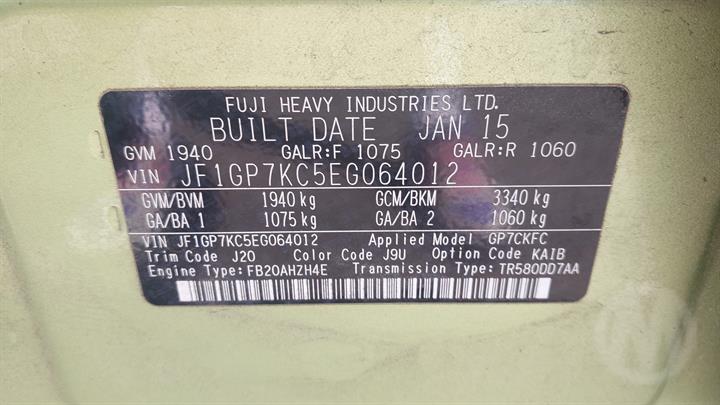 FUJI HEAVY INDUSTRIES LTD.
BUILT DATE JAN 15
GVM 1940 GALR:F 1075 GALR:R 1060
VIN JF1GP7KC5EG064012
GVM/BVM 1940 kg GCM/BKM 3340 kg
GA/BA 1 1075 kg GA/BA 2 1060 kg
VIN JF1GP7KC5EG064012 Applied Model GP7CKFC
Trim Code J20 Color Code J9U Option Code KAIB
Engine Type:FB20AHZH4E Transmission Type:TR580DD7AA